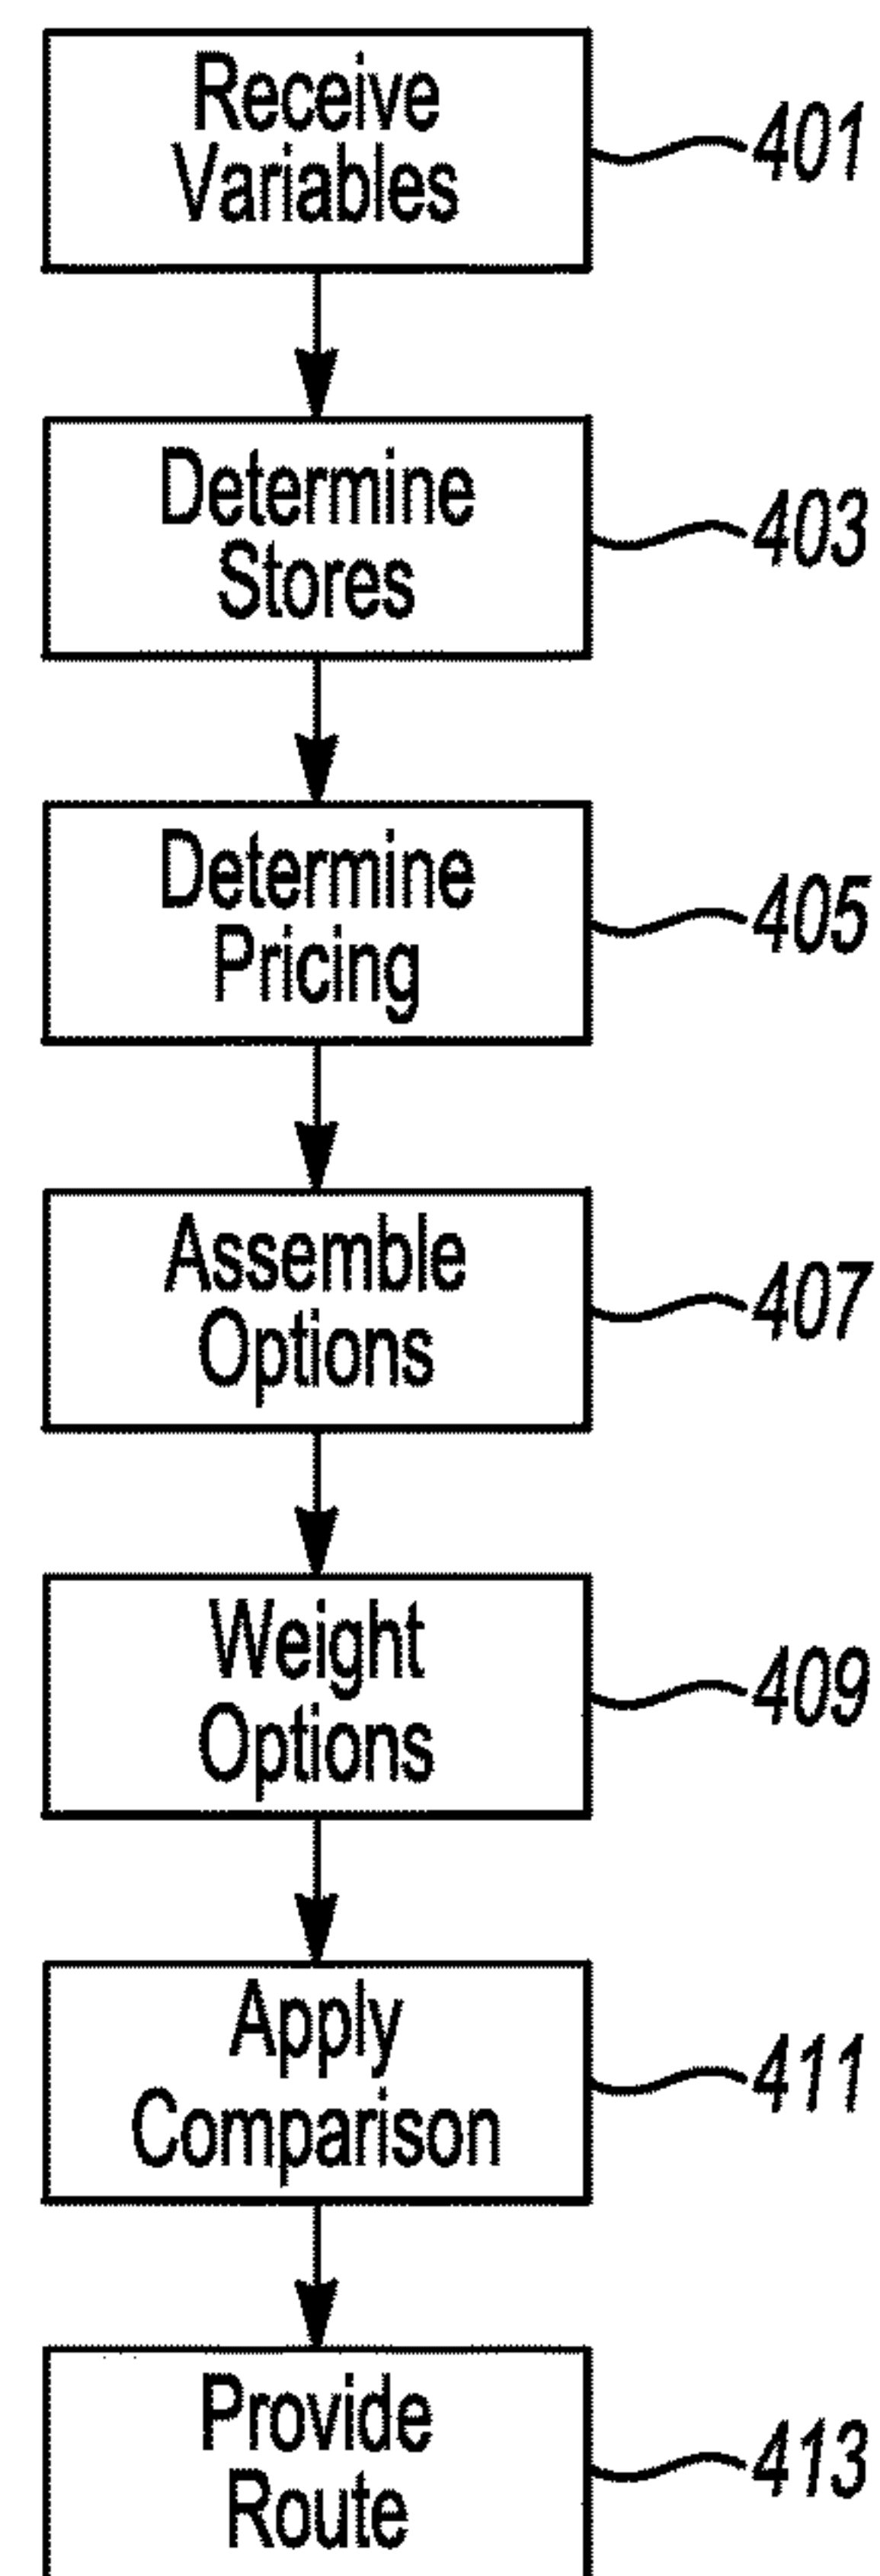 Receive
Variables
401
Determine
Stores
403
Determine
Pricing
405
Assemble
Options
407
Weight
Options
409
Apply
Comparison
411
Provide
Route
413